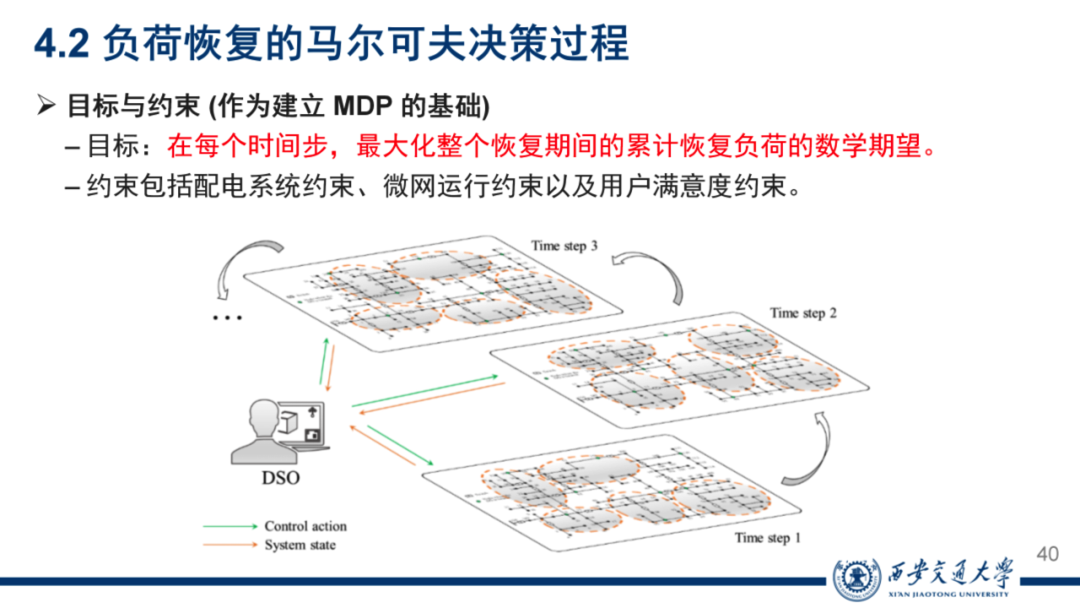 4.2 负荷恢复的马尔可夫决策过程
➢ 目标与约束 (作为建立 MDP 的基础)
– 目标：在每个时间步，最大化整个恢复期间的累计恢复负荷的数学期望。
– 约束包括配电系统约束、微网运行约束以及用户满意度约束。
Time step 3
Time step 2
...
DSO
Control action
System state
Time step 1
40
西安交通大学
XI'AN JIAOTONG UNIVERSITY